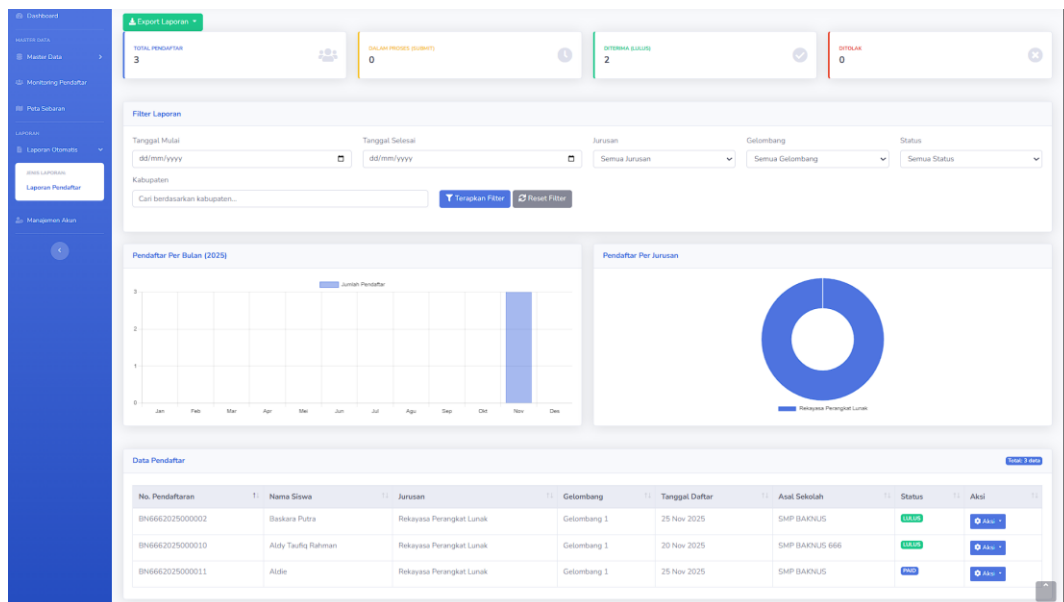 Dashboard
MASTER DATA
Master Data
Monitoring Pendaftar
Peta Sebaran
LAPORAN
Laporan Otomatis
JENIS LAPORAN:
Laporan Pendaftar
Manajemen Akun
Export Laporan
TOTAL PENDAFTAR
3
DALAM PROSES (SUBMIT)
0
DITERIMA (LULUS)
2
DITOLAK
0
Filter Laporan
Tanggal Mulai
dd/mm/yyyy
Tanggal Selesai
dd/mm/yyyy
Jurusan
Semua Jurusan
Gelombang
Semua Gelombang
Status
Semua Status
Kabupaten
Cari berdasarkan kabupaten...
Terapkan Filter
Reset Filter
Pendaftar Per Bulan (2025)
Jumlah Pendaftar
3
2
1
0
Jan Feb Mar Apr Mei Jun Jul Agu Sep Okt Nov Des
Pendaftar Per Jurusan
Rekayasa Perangkat Lunak
Data Pendaftar
Total: 3 data
No. Pendaftaran Nama Siswa Jurusan Gelombang Tanggal Daftar Asal Sekolah Status Aksi
BN6662025000002 Baskara Putra Rekayasa Perangkat Lunak Gelombang 1 25 Nov 2025 SMP BAKNUS LULUS Aksi
BN6662025000010 Aldy Taufiq Rahman Rekayasa Perangkat Lunak Gelombang 1 20 Nov 2025 SMP BAKNUS 666 LULUS Aksi
BN6662025000011 Aldie Rekayasa Perangkat Lunak Gelombang 1 25 Nov 2025 SMP BAKNUS PAID Aksi